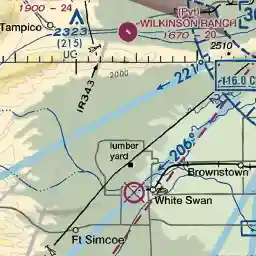 1900 - 24
(Pvt)
WILKINSON RANCH
1670 - 20
Tampico
2323
(215)
UG
2510
2000
IR343
221°
116.0
lumber
yard
206°
Brownstown
White Swan
Ft Simcoe